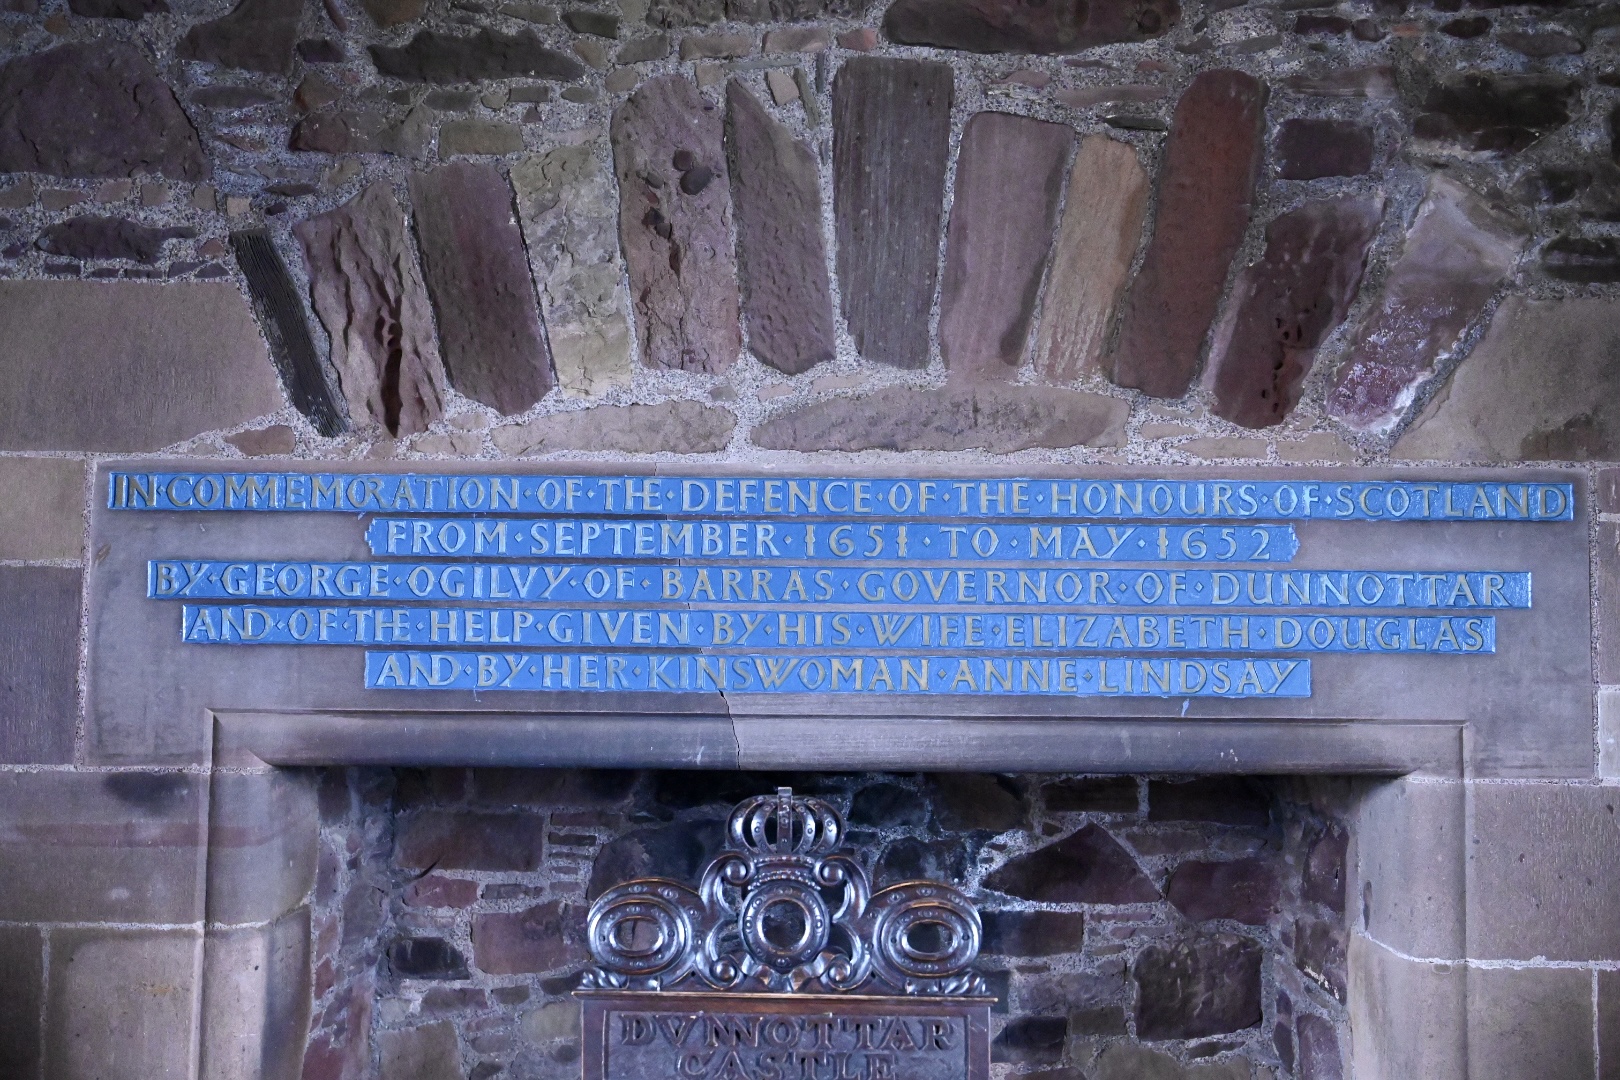 IN·COMMEMORATION·OF·THE·DEFENCE·OF·THE·HONOURS·OF·SCOTLAND
FROM·SEPTEMBER·1651·TO·MAY·1652
BY·GEORGE·OGILVY·OF·BARRAS·GOVERNOR·OF·DUNNOTTAR
AND·OF·THE·HELP·GIVEN·BY·HIS·WIFE·ELIZABETH·DOUGLAS
AND·BY·HER·KINSWOMAN·ANNE·LINDSAY
DVNNOTTAR
CASTLE